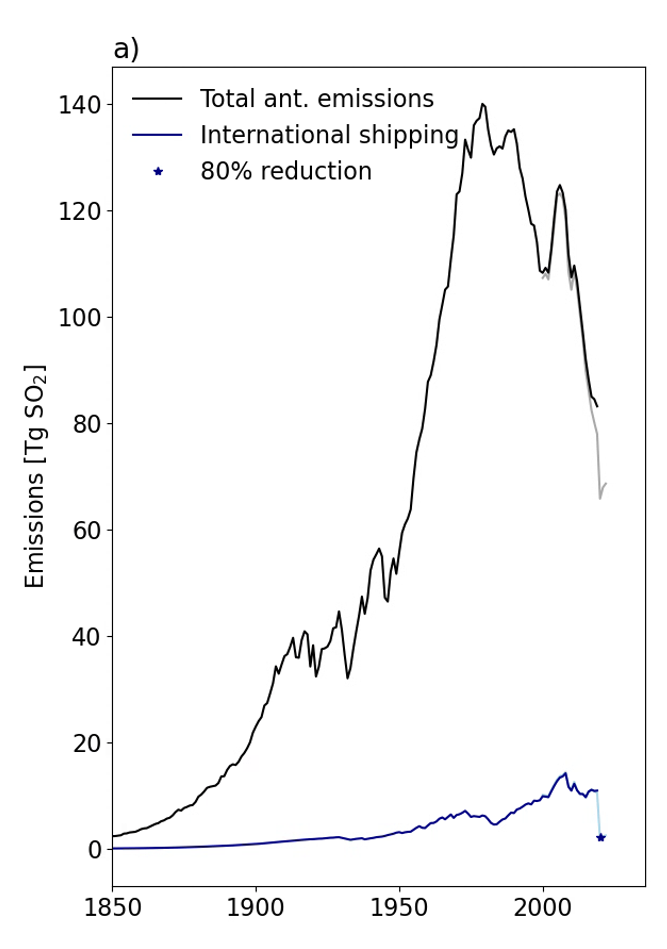 a)
Total ant. emissions
International shipping
80% reduction
Emissions [Tg SO₂]
140
120
100
80
60
40
20
0
1850 1900 1950 2000